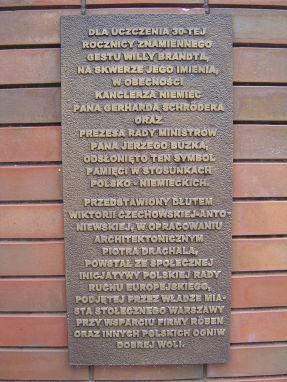 DLA UCZCZENIA 30-TEJ
ROCZNICY ZNAMIENNEGO
GESTU WILLY BRANDTA,
NA SKWERZE JEGO IMIENIA,
W OBECNOŚCI
KANCLERZA NIEMIEC
PANA GERHARDA SCHRÖDERA
ORAZ
PREZESA RADY MINISTRÓW
PANA JERZEGO BUZKA,
ODSŁONIĘTO TEN SYMBOL
PAMIĘCI W STOSUNKACH
POLSKO - NIEMIECKICH.
PRZEDSTAWIONY DŁUTEM
WIKTORII CZECHOWSKIEJ-ANTO-
NIEWSKIEJ, W OPRACOWANIU
ARCHITEKTONICZNYM
PIOTRA DRACHALA,
POWSTAŁ ZE SPOŁECZNEJ
INICJATYWY POLSKIEJ RADY
RUCHU EUROPEJSKIEGO,
PODJĘTEJ PRZEZ WŁADZE MIA-
STA STOŁECZNEGO WARSZAWY
PRZY WSPARCIU FIRMY RÖBEN
ORAZ INNYCH POLSKICH OGNIW
DOBREJ WOLI.